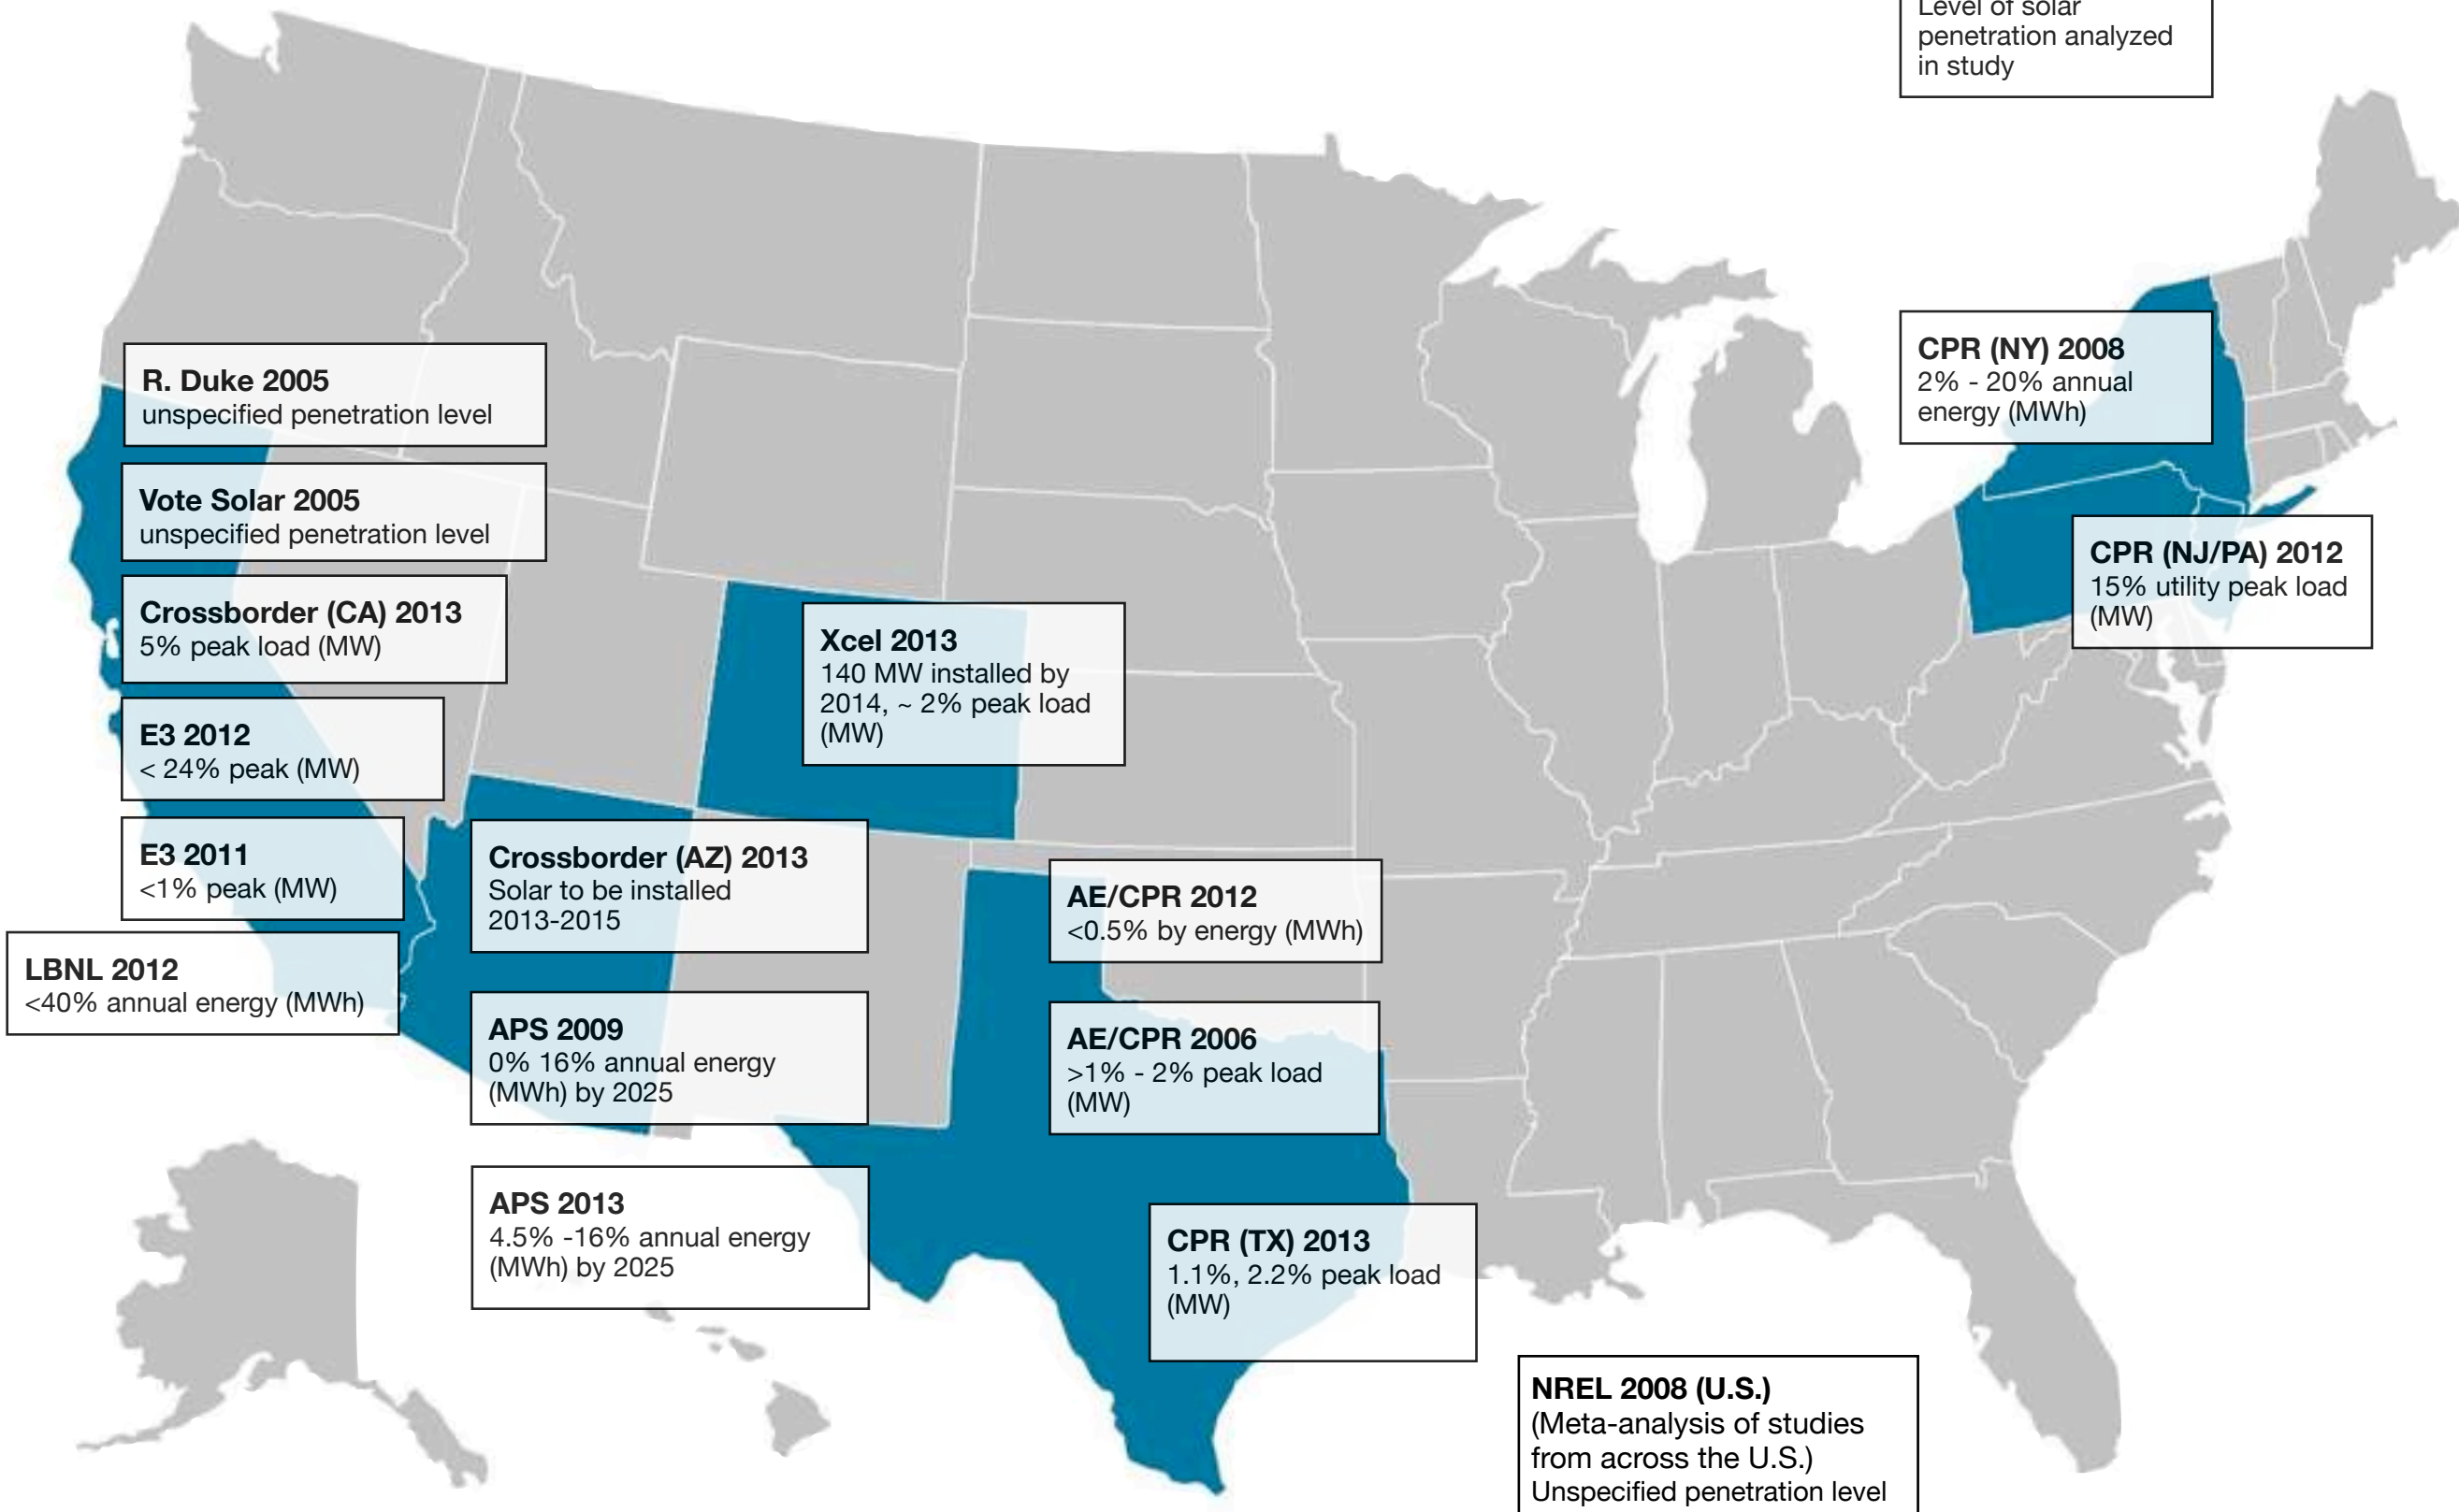 Level of solar
penetration analyzed
in study
R. Duke 2005
unspecified penetration level
Vote Solar 2005
unspecified penetration level
Crossborder (CA) 2013
5% peak load (MW)
E3 2012
< 24% peak (MW)
E3 2011
<1% peak (MW)
LBNL 2012
<40% annual energy (MWh)
Xcel 2013
140 MW installed by
2014, ~ 2% peak load
(MW)
Crossborder (AZ) 2013
Solar to be installed
2013-2015
APS 2009
0% 16% annual energy
(MWh) by 2025
APS 2013
4.5% -16% annual energy
(MWh) by 2025
AE/CPR 2012
<0.5% by energy (MWh)
AE/CPR 2006
>1% - 2% peak load
(MW)
CPR (TX) 2013
1.1%, 2.2% peak load
(MW)
CPR (NY) 2008
2% - 20% annual
energy (MWh)
CPR (NJ/PA) 2012
15% utility peak load
(MW)
NREL 2008 (U.S.)
(Meta-analysis of studies
from across the U.S.)
Unspecified penetration level